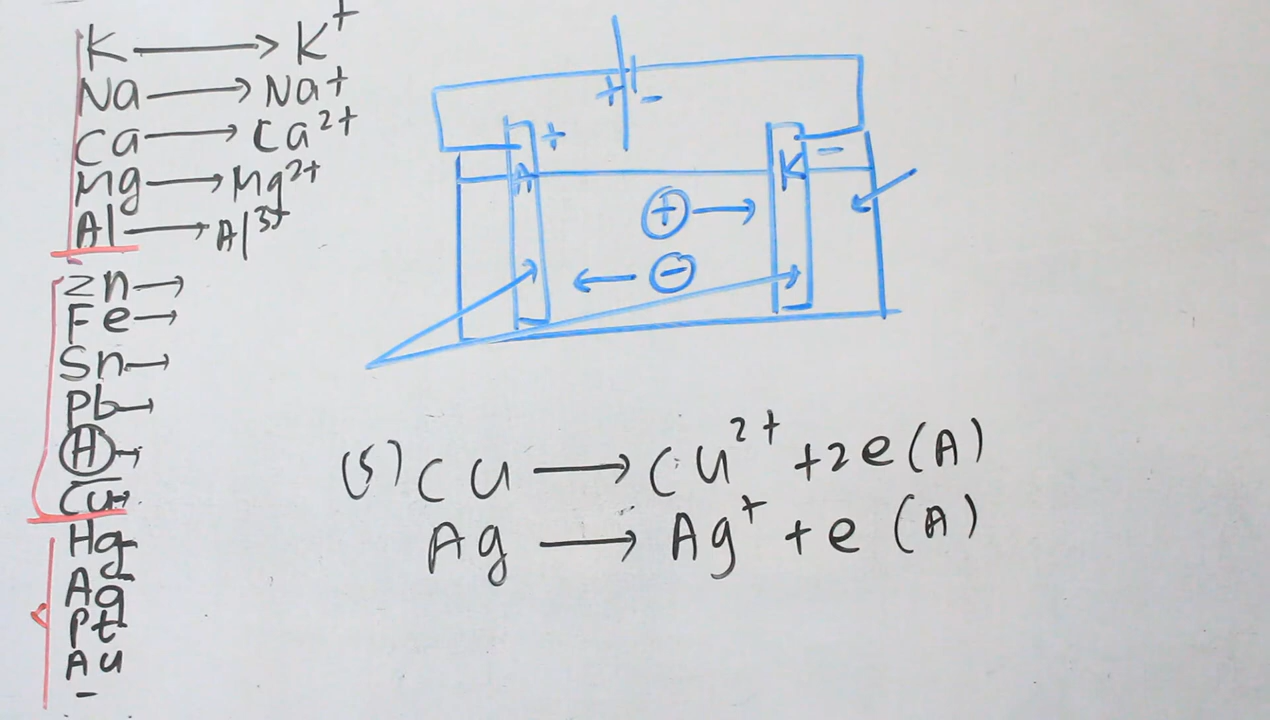 K ⟶ K⁺
Na ⟶ Na+
Ca ⟶ Ca²⁺
Mg ⟶ Mg²⁺
Al ⟶ Al³⁺
Zn →
Fe →
Sn →
Pb →
H →
Cu →
Hg
Ag
Pt
Au
+ -
A +
K -
+ →
← -
(5) Cu ⟶ Cu²⁺ + 2e (A)
Ag ⟶ Ag⁺ + e (A)